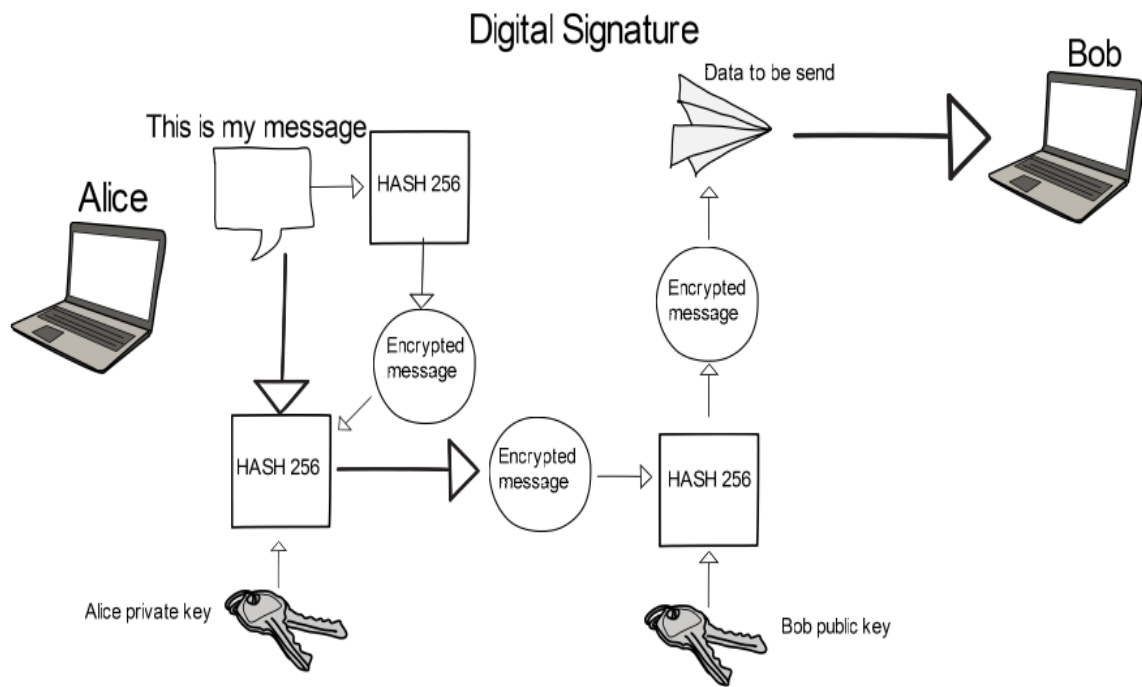 Digital Signature
Data to be send
Bob
This is my message
HASH 256
Alice
Encrypted
message
Encrypted
message
HASH 256
Encrypted
message
HASH 256
Alice private key
Bob public key